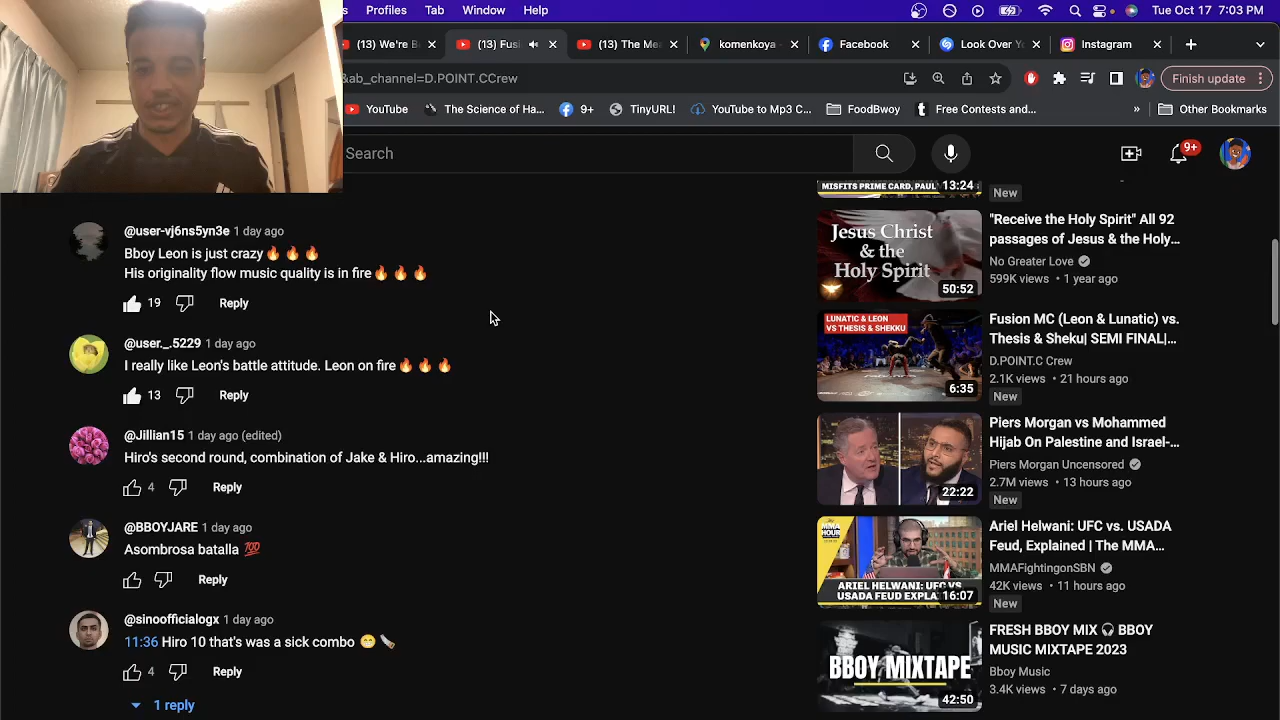 Profiles Tab Window Help Tue Oct 17 7:03 PM
(13) We're B (13) Fusi (13) The Mea komenkoya Facebook Look Over Yo Instagram
&ab_channel=D.POINT.CCrew Finish update
YouTube The Science of Ha... 9+ TinyURL! YouTube to Mp3 C... FoodBwoy Free Contests and... » Other Bookmarks
Search 9+
@user-vj6ns5yn3e 1 day ago
Bboy Leon is just crazy🔥🔥🔥
His originality flow music quality is in fire🔥🔥🔥
19 Reply
@user._.5229 1 day ago
I really like Leon's battle attitude. Leon on fire🔥🔥🔥
13 Reply
@Jillian15 1 day ago (edited)
Hiro's second round, combination of Jake & Hiro...amazing!!!
4 Reply
@BBOYJARE 1 day ago
Asombrosa batalla 💯
Reply
@sinoofficialogx 1 day ago
11:36 Hiro 10 that's was a sick combo 😁
4 Reply
1 reply
MISFITS PRIME CARD, PAUL 13:24
New
Jesus Christ
& the
Holy Spirit
50:52
"Receive the Holy Spirit" All 92
passages of Jesus & the Holy...
No Greater Love
599K views • 1 year ago
LUNATIC & LEON
VS THESIS & SHEKKU
6:35
Fusion MC (Leon & Lunatic) vs.
Thesis & Sheku| SEMI FINAL|...
D.POINT.C Crew
2.1K views • 21 hours ago
New
22:22
Piers Morgan vs Mohammed
Hijab On Palestine and Israel-...
Piers Morgan Uncensored
2.7M views • 13 hours ago
New
ARIEL HELWANI: UFC VS.
USADA FEUD EXPLA 16:07
Ariel Helwani: UFC vs. USADA
Feud, Explained | The MMA...
MMAFightingonSBN
42K views • 11 hours ago
New
BBOY MIXTAPE
42:50
FRESH BBOY MIX 🎧 BBOY
MUSIC MIXTAPE 2023
Bboy Music
3.4K views • 7 days ago